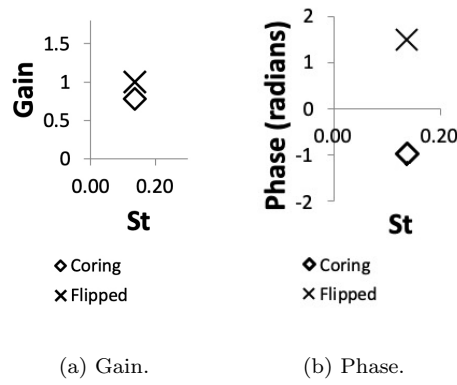 Gain
1.5
1
0.5
0
0.00 0.20
St
◇ Coring
× Flipped
(a) Gain.
Phase (radians)
2
1
0
0.00 0.20
-1
-2
St
◇ Coring
× Flipped
(b) Phase.